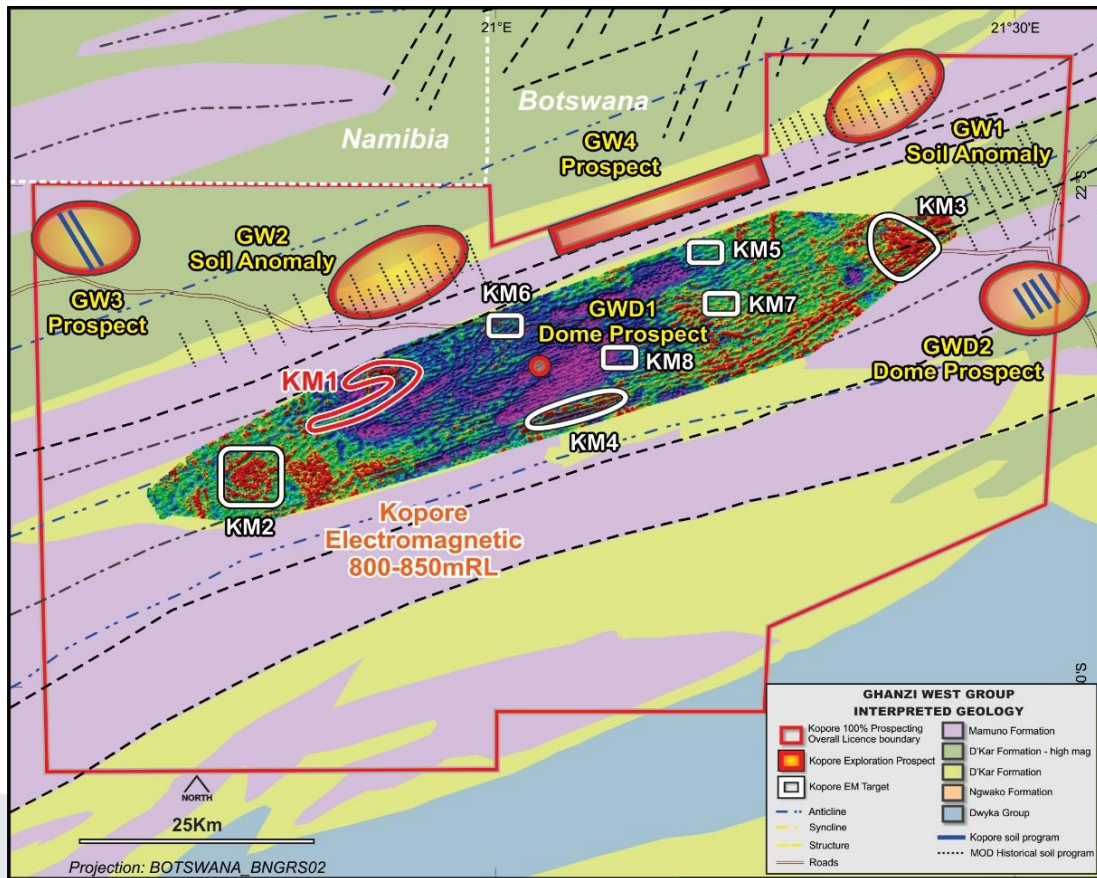 21°E
21°30'E
Botswana
Namibia
GW4
Prospect
GW1
Soil Anomaly
22°S
KM3
GW2
Soil Anomaly
KM5
GW3
Prospect
KM6
GWD1
Dome Prospect
KM7
GWD2
Dome Prospect
KM8
KM1
KM4
KM2
Kopore
Electromagnetic
800-850mRL
0'S
NORTH
25Km
Projection: BOTSWANA_BNGRS02
GHANZI WEST GROUP
INTERPRETED GEOLOGY
Kopore 100% Prospecting
Overall Licence boundary
Kopore Exploration Prospect
Kopore EM Target
Anticline
Syncline
Structure
Roads
Mamuno Formation
D'Kar Formation - high mag
D'Kar Formation
Ngwako Formation
Dwyka Group
Kopore soil program
MOD Historical soil program